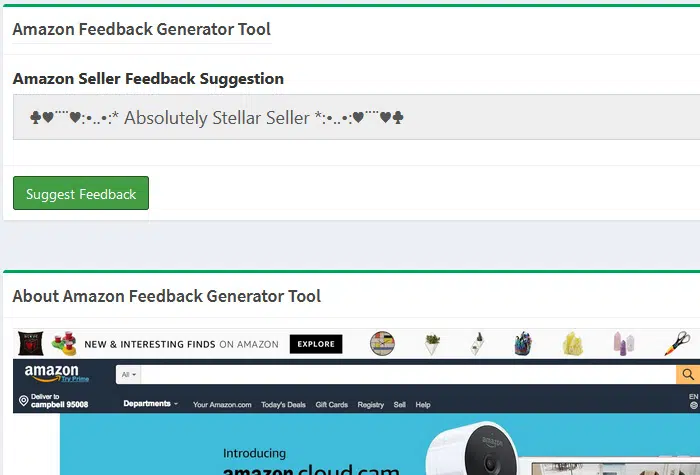 Amazon Feedback Generator Tool
Amazon Seller Feedback Suggestion
♣♥¨¨♥:•..•:* Absolutely Stellar Seller *:•..•:♥¨¨♥♣
Suggest Feedback
About Amazon Feedback Generator Tool
NEW & INTERESTING FINDS ON AMAZON EXPLORE
amazon
Try Prime
All
Deliver to
campbell 95008
Departments Your Amazon.com Today's Deals Gift Cards Registry Sell Help
EN
Introducing
amazon cloud cam